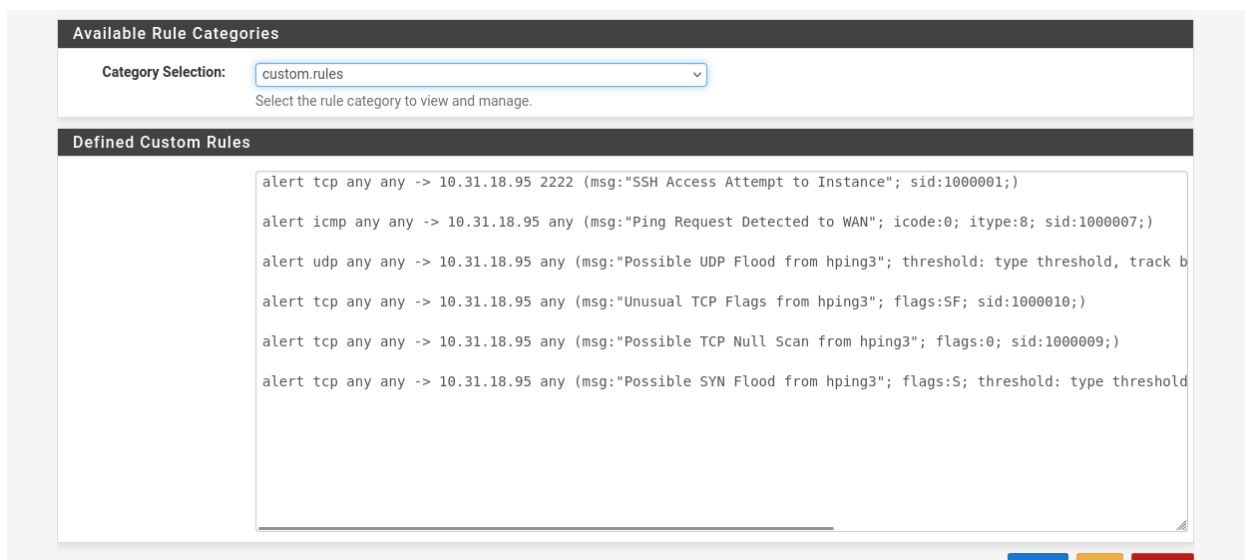 Available Rule Categories
Category Selection:
custom.rules
Select the rule category to view and manage.
Defined Custom Rules
alert tcp any any -> 10.31.18.95 2222 (msg:"SSH Access Attempt to Instance"; sid:1000001;)
alert icmp any any -> 10.31.18.95 any (msg:"Ping Request Detected to WAN"; icode:0; itype:8; sid:1000007;)
alert udp any any -> 10.31.18.95 any (msg:"Possible UDP Flood from hping3"; threshold: type threshold, track b
alert tcp any any -> 10.31.18.95 any (msg:"Unusual TCP Flags from hping3"; flags:SF; sid:1000010;)
alert tcp any any -> 10.31.18.95 any (msg:"Possible TCP Null Scan from hping3"; flags:0; sid:1000009;)
alert tcp any any -> 10.31.18.95 any (msg:"Possible SYN Flood from hping3"; flags:S; threshold: type threshold